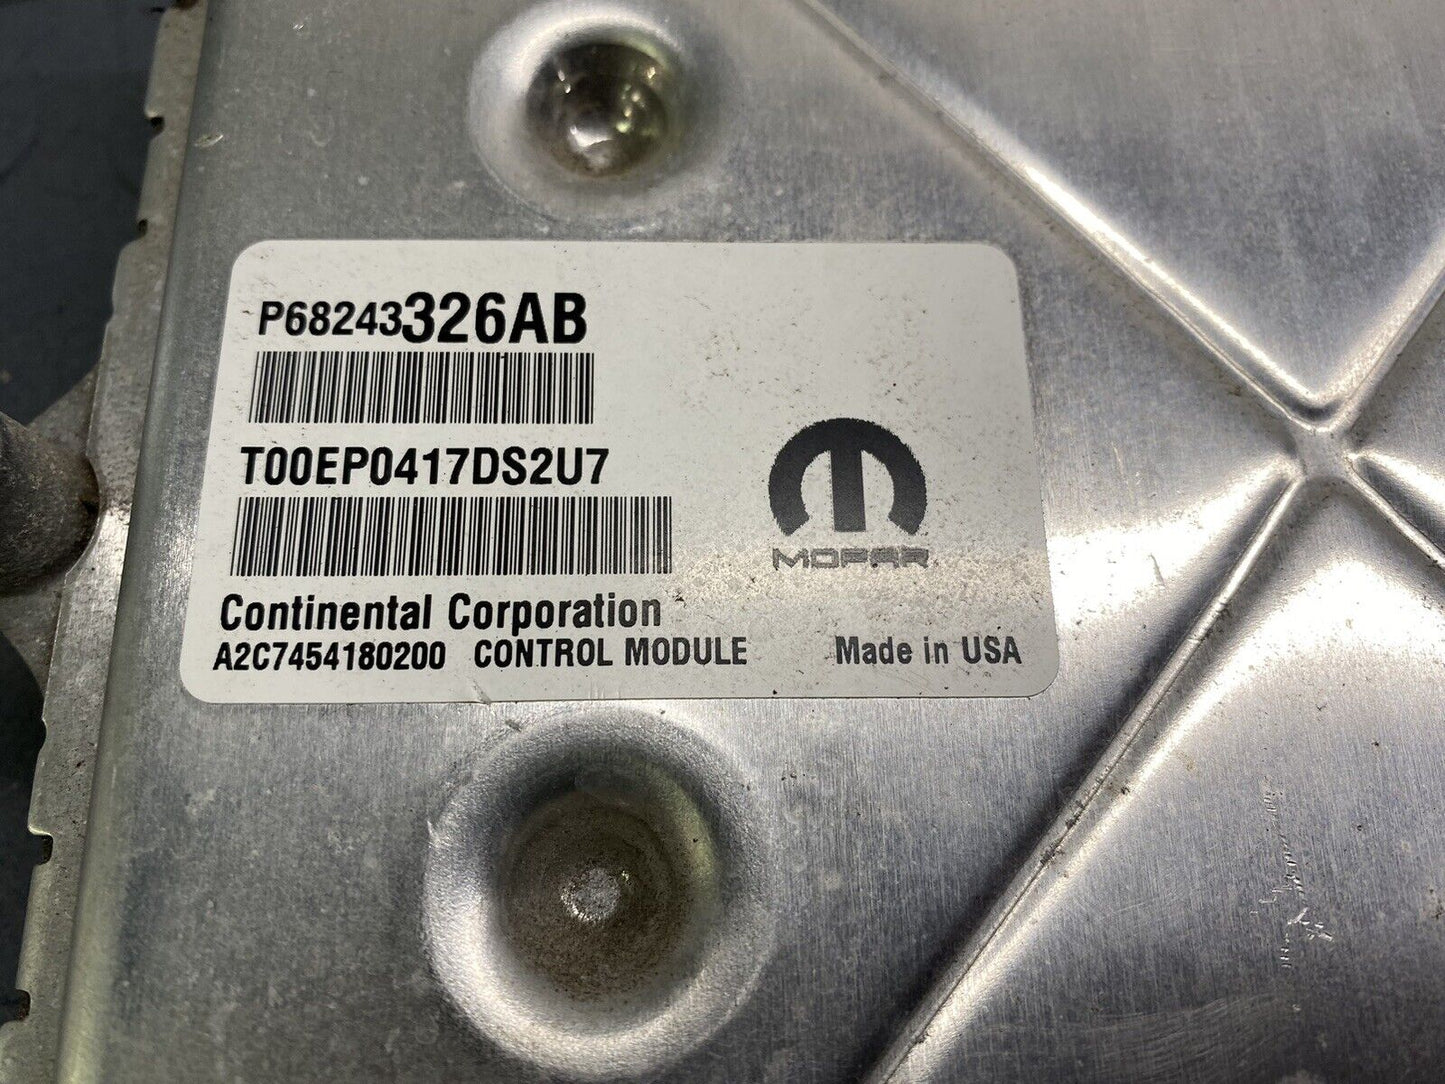 P68243326AB
T00EP0417DS2U7
MOPAR
Continental Corporation
A2C7454180200 CONTROL MODULE Made in USA